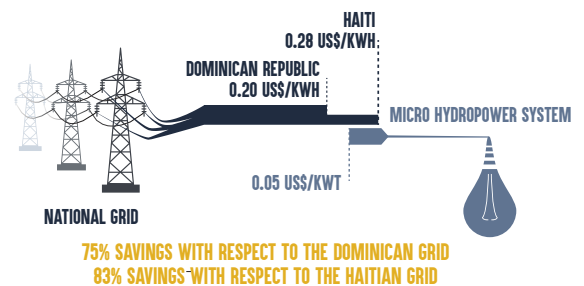 HAITI
0.28 US$/KWH
DOMINICAN REPUBLIC
0.20 US$/KWH
MICRO HYDROPOWER SYSTEM
0.05 US$/KWT
NATIONAL GRID
75% SAVINGS WITH RESPECT TO THE DOMINICAN GRID
83% SAVINGS WITH RESPECT TO THE HAITIAN GRID